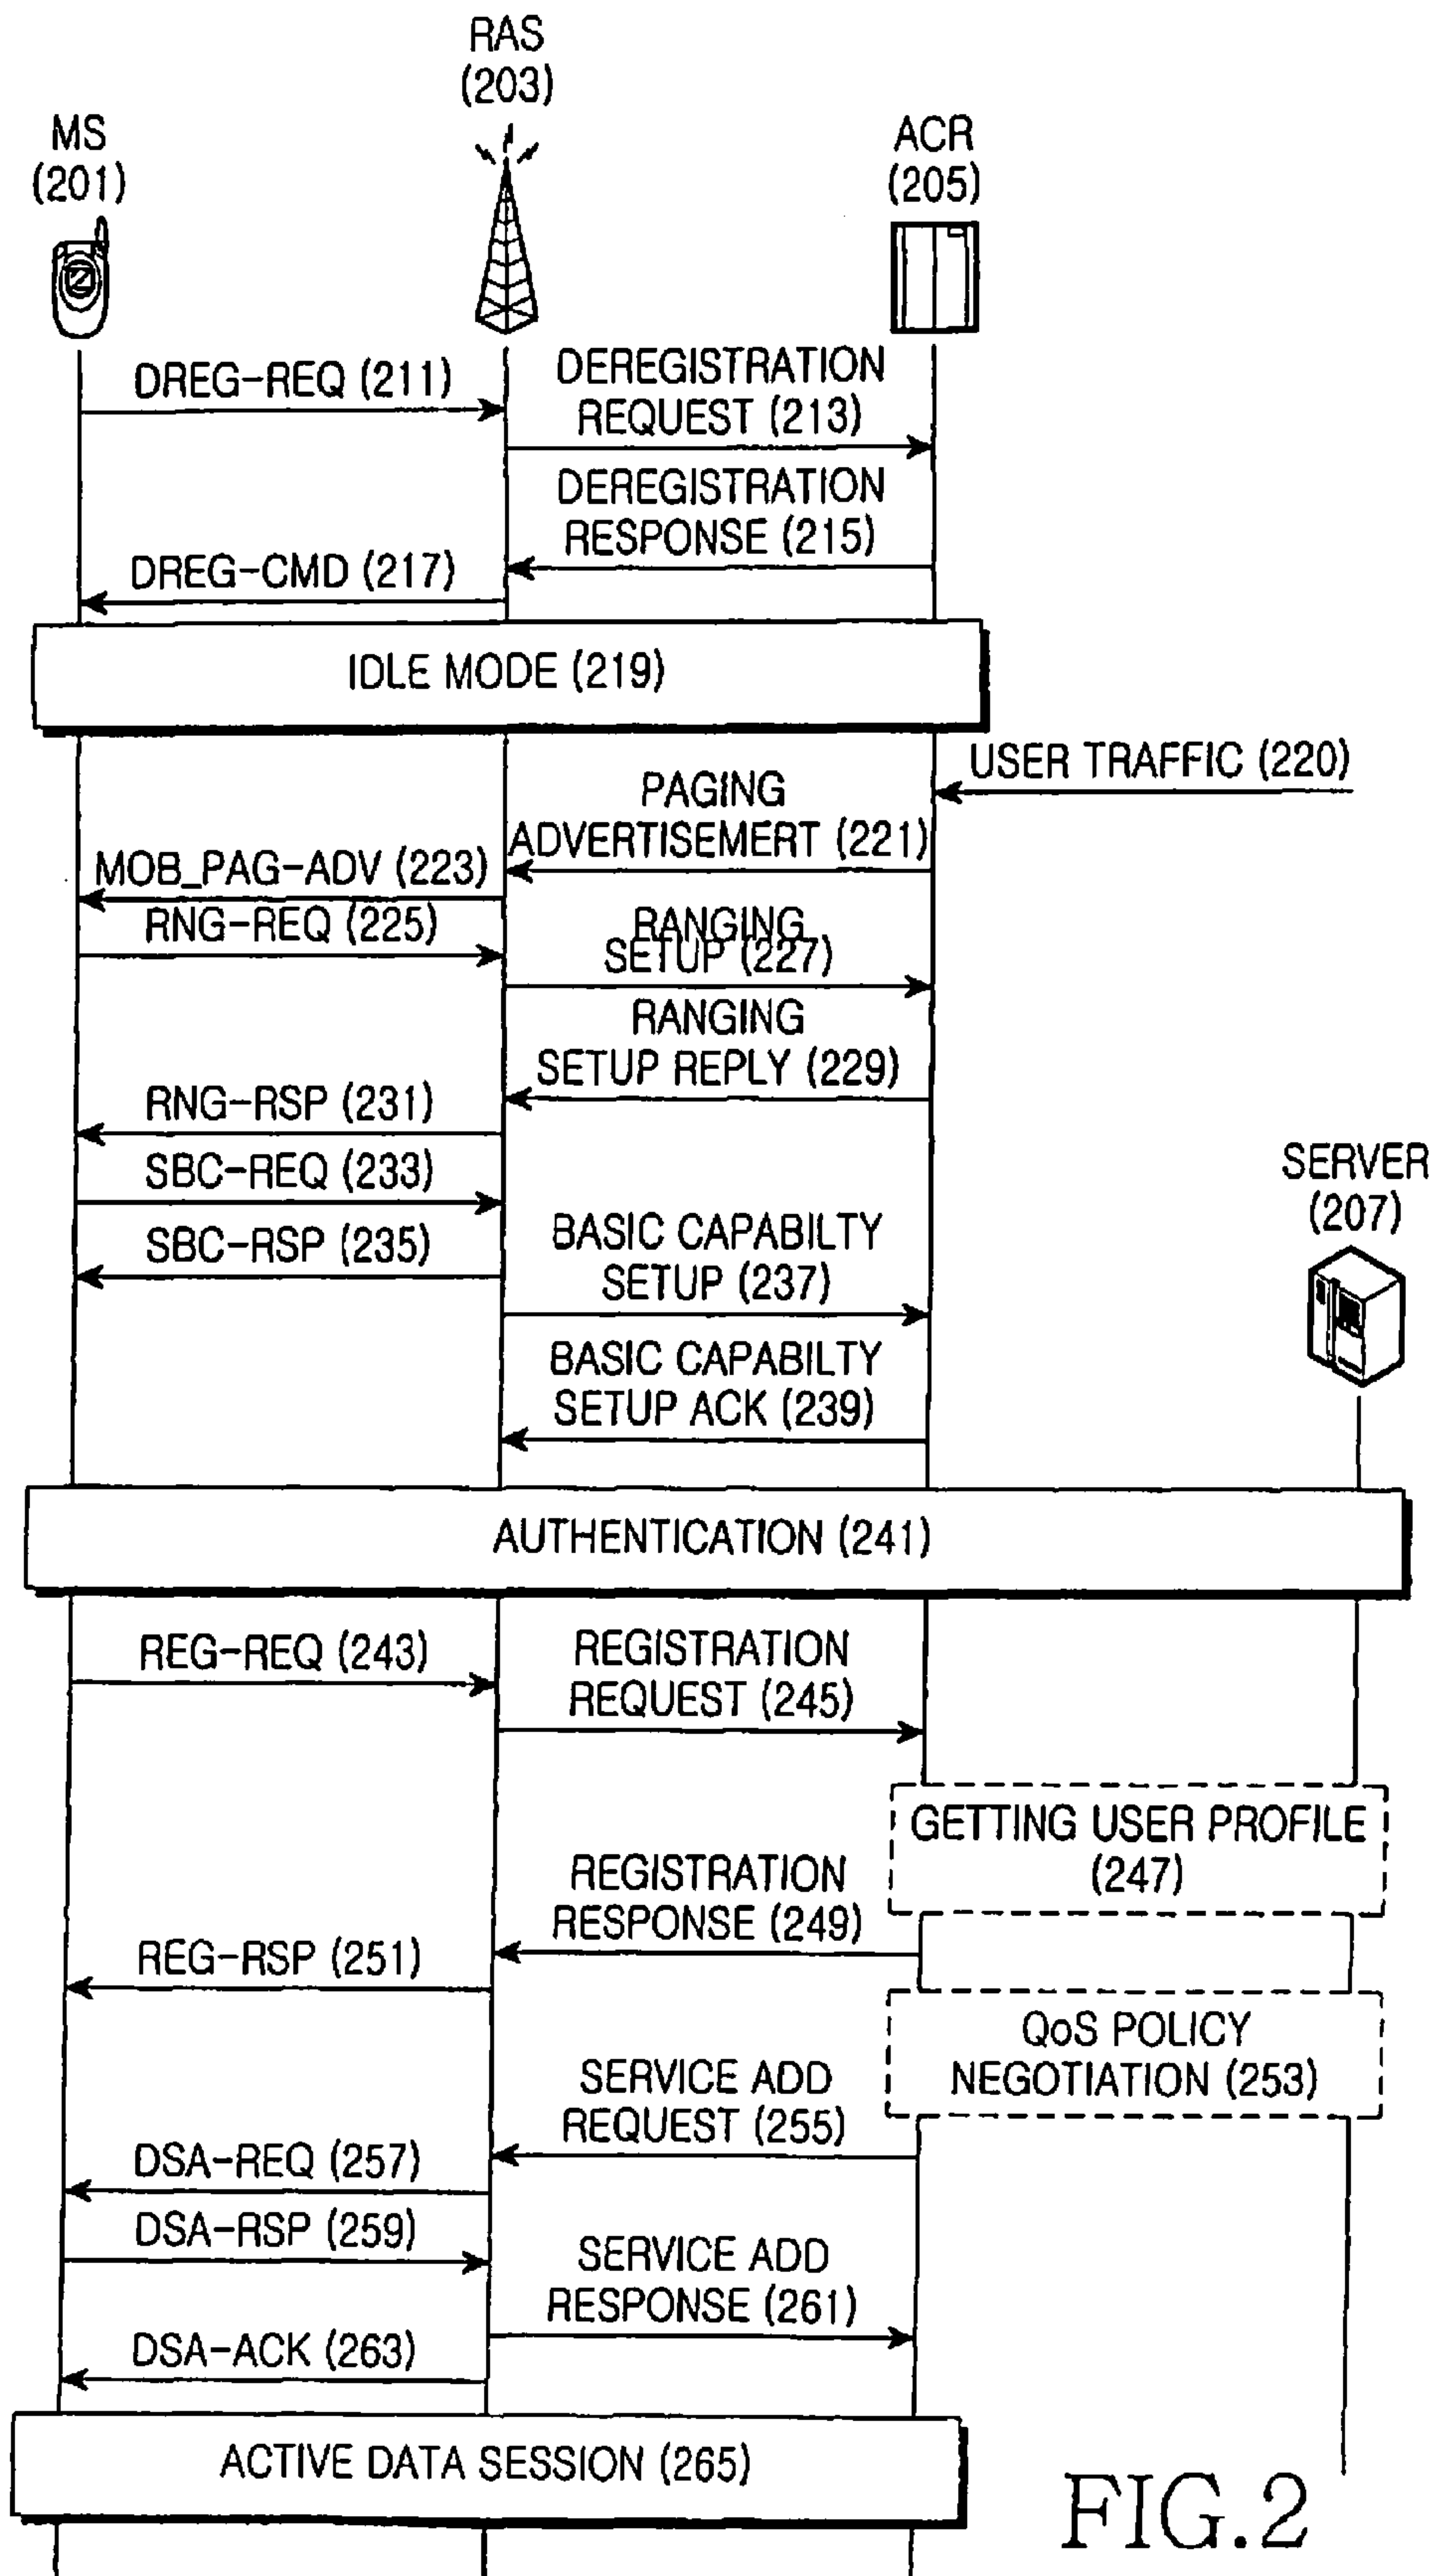 RAS
(203)
MS
(201)
ACR
(205)
DREG-REQ (211)
DEREGISTRATION
REQUEST (213)
DEREGISTRATION
RESPONSE (215)
DREG-CMD (217)
IDLE MODE (219)
USER TRAFFIC (220)
PAGING
ADVERTISEMERT (221)
MOB_PAG-ADV (223)
RNG-REQ (225)
RANGING
SETUP (227)
RANGING
SETUP REPLY (229)
RNG-RSP (231)
SBC-REQ (233)
SERVER
(207)
SBC-RSP (235)
BASIC CAPABILTY
SETUP (237)
BASIC CAPABILTY
SETUP ACK (239)
AUTHENTICATION (241)
REG-REQ (243)
REGISTRATION
REQUEST (245)
GETTING USER PROFILE
(247)
REGISTRATION
RESPONSE (249)
REG-RSP (251)
QoS POLICY
NEGOTIATION (253)
SERVICE ADD
REQUEST (255)
DSA-REQ (257)
DSA-RSP (259)
SERVICE ADD
RESPONSE (261)
DSA-ACK (263)
ACTIVE DATA SESSION (265)
FIG.2